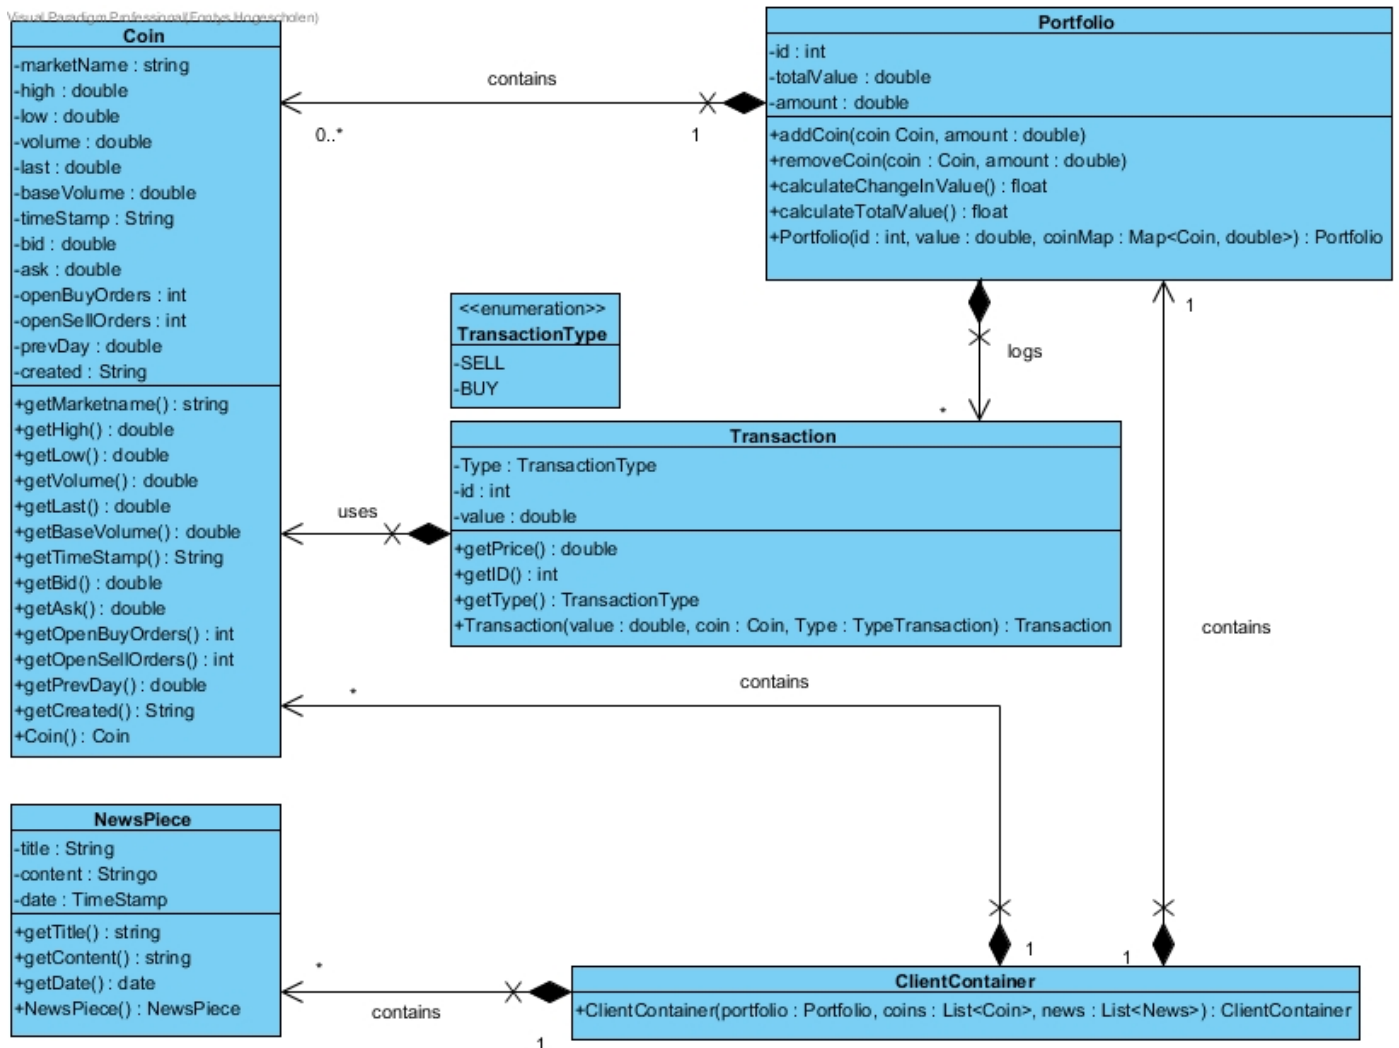 Visual Paradigm Professional(Fontys Hogescholen)
Coin
-marketName : string
-high : double
-low : double
-volume : double
-last : double
-baseVolume : double
-timeStamp : String
-bid : double
-ask : double
-openBuyOrders : int
-openSellOrders : int
-prevDay : double
-created : String
+getMarketname() : string
+getHigh() : double
+getLow() : double
+getVolume() : double
+getLast() : double
+getBaseVolume() : double
+getTimeStamp() : String
+getBid() : double
+getAsk() : double
+getOpenBuyOrders() : int
+getOpenSellOrders() : int
+getPrevDay() : double
+getCreated() : String
+Coin() : Coin
contains
0..*
1
Portfolio
-id : int
-totalValue : double
-amount : double
+addCoin(coin Coin, amount : double)
+removeCoin(coin : Coin, amount : double)
+calculateChangeInValue() : float
+calculateTotalValue() : float
+Portfolio(id : int, value : double, coinMap : Map<Coin, double>) : Portfolio
<<enumeration>>
TransactionType
-SELL
-BUY
logs
*
1
Transaction
-Type : TransactionType
-id : int
-value : double
+getPrice() : double
+getID() : int
+getType() : TransactionType
+Transaction(value : double, coin : Coin, Type : TypeTransaction) : Transaction
uses
contains
*
contains
1
1
NewsPiece
-title : String
-content : Stringo
-date : TimeStamp
+getTitle() : string
+getContent() : string
+getDate() : date
+NewsPiece() : NewsPiece
*
contains
1
ClientContainer
+ClientContainer(portfolio : Portfolio, coins : List<Coin>, news : List<News>) : ClientContainer